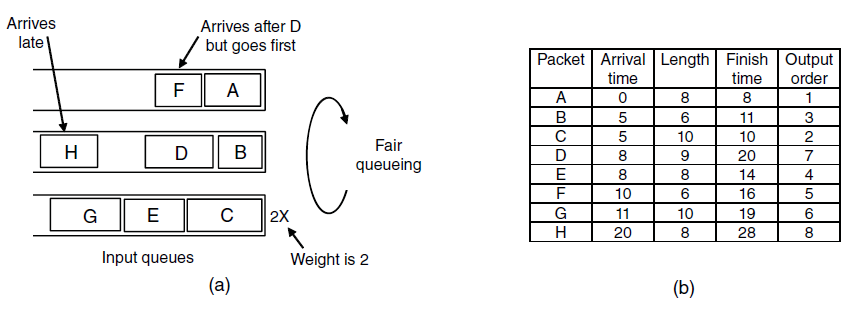 Arrives
late
Arrives after D
but goes first
F A
H D B
G E C 2X
Fair
queueing
Input queues
Weight is 2
(a)
Packet Arrival time Length Finish time Output order
A 0 8 8 1
B 5 6 11 3
C 5 10 10 2
D 8 9 20 7
E 8 8 14 4
F 10 6 16 5
G 11 10 19 6
H 20 8 28 8
(b)